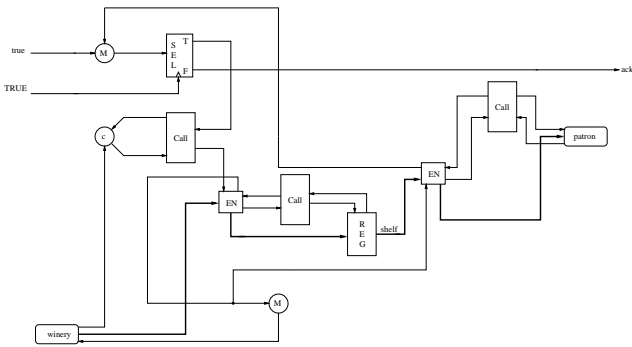 true
M
S
E
L
T
F
ack
TRUE
Call
c
Call
patron
EN
EN
Call
R
E
G
shelf
M
winery